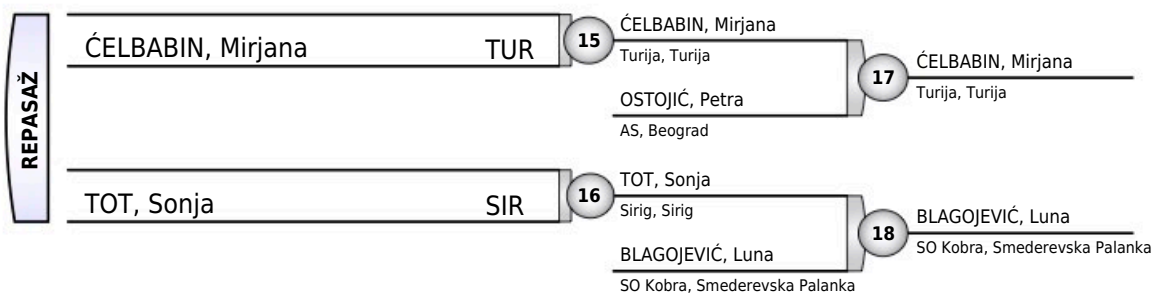 REPASAŽ
ĆELBABIN, Mirjana TUR
15
ĆELBABIN, Mirjana
Turija, Turija
OSTOJIĆ, Petra
AS, Beograd
17
ĆELBABIN, Mirjana
Turija, Turija
TOT, Sonja SIR
16
TOT, Sonja
Sirig, Sirig
BLAGOJEVIĆ, Luna
SO Kobra, Smederevska Palanka
18
BLAGOJEVIĆ, Luna
SO Kobra, Smederevska Palanka